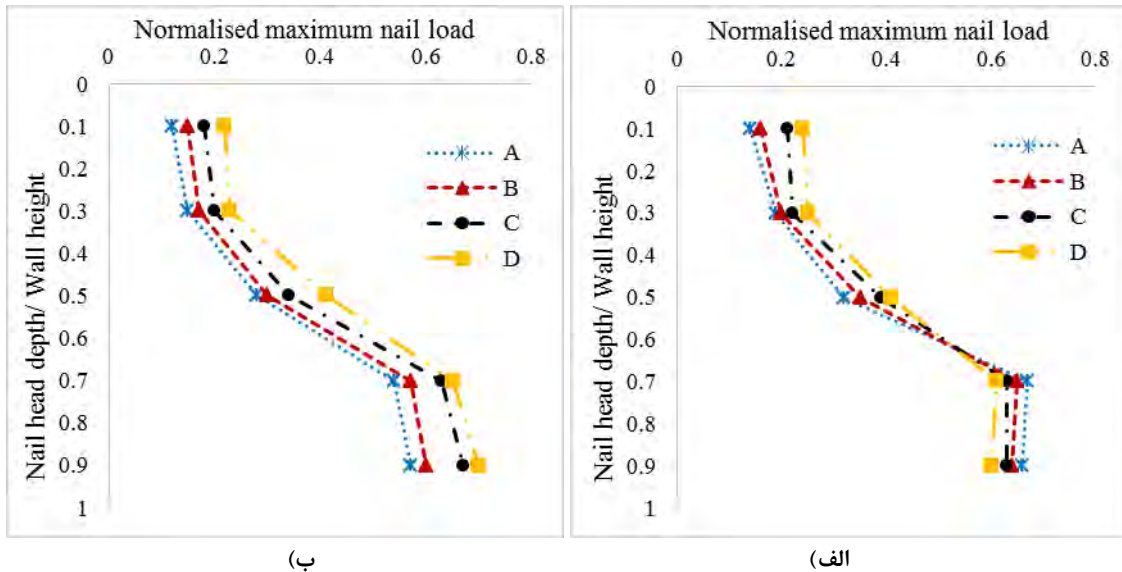 Normalised maximum nail load
0 0.2 0.4 0.6 0.8
Nail head depth/ Wall height
0
0.1
0.2
0.3
0.4
0.5
0.6
0.7
0.8
0.9
1
A
B
C
D
ب)
Normalised maximum nail load
0 0.2 0.4 0.6 0.8
Nail head depth/ Wall height
0
0.1
0.2
0.3
0.4
0.5
0.6
0.7
0.8
0.9
1
A
B
C
D
الف)